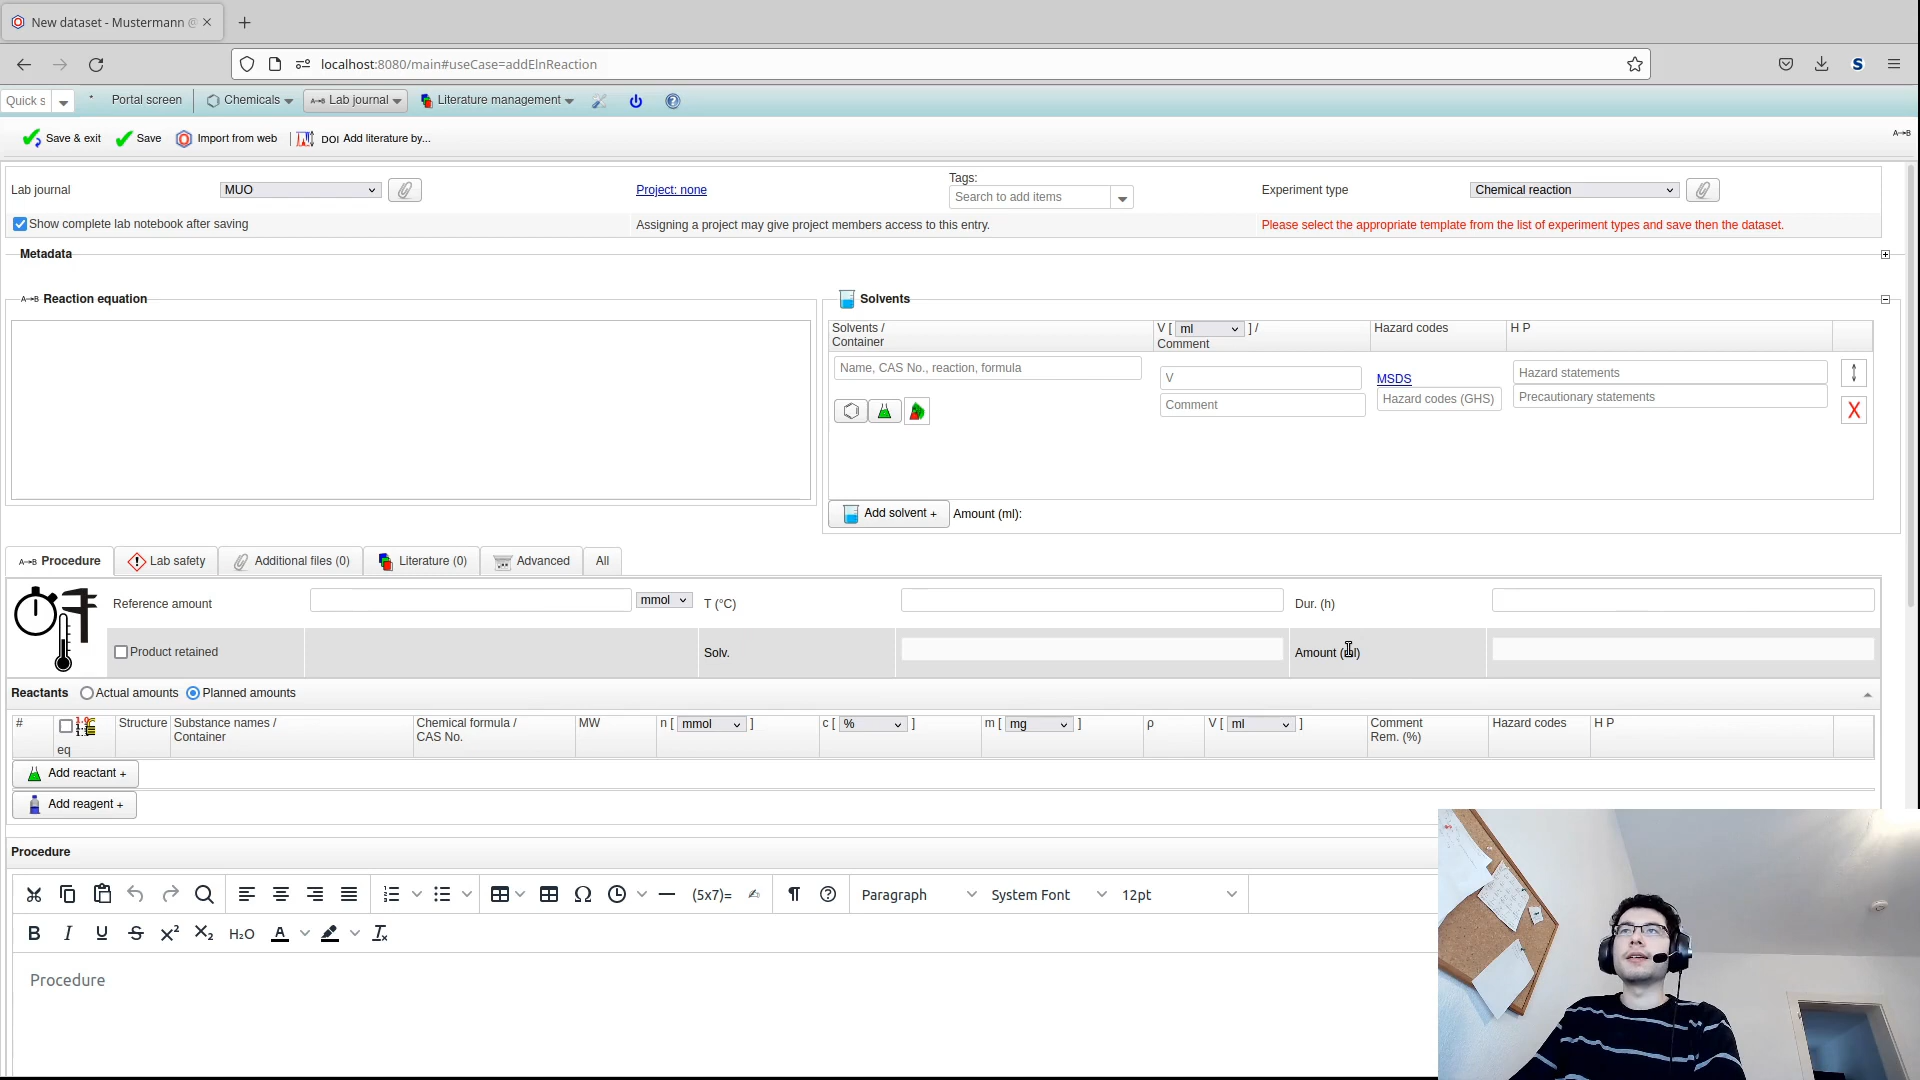 New dataset - Mustermann @
localhost:8080/main#useCase=addElnReaction
Quick s
*
Portal screen
Chemicals
A→B Lab journal
Literature management
Save & exit
Save
Import from web
DOI Add literature by...
A→B
Lab journal
MUO
Project: none
Tags:
Search to add items
Experiment type
Chemical reaction
Show complete lab notebook after saving
Assigning a project may give project members access to this entry.
Please select the appropriate template from the list of experiment types and save then the dataset.
Metadata
A→B Reaction equation
Solvents
Solvents /
Container
V [ ml ] /
Comment
Hazard codes
H P
Name, CAS No., reaction, formula
V
Comment
MSDS
Hazard codes (GHS)
Hazard statements
Precautionary statements
X
Add solvent +
Amount (ml):
A→B Procedure
Lab safety
Additional files (0)
Literature (0)
Advanced
All
Reference amount
mmol
T (°C)
Dur. (h)
Product retained
Solv.
Amount (ml)
Reactants
Actual amounts
Planned amounts
#
eq
Structure
Substance names /
Container
Chemical formula /
CAS No.
MW
n [ mmol ]
c [ % ]
m [ mg ]
ρ
V [ ml ]
Comment
Rem. (%)
Hazard codes
H P
Add reactant +
Add reagent +
Procedure
(5x7)=
Paragraph
System Font
12pt
B I U S X² X₂ H₂O A
Procedure